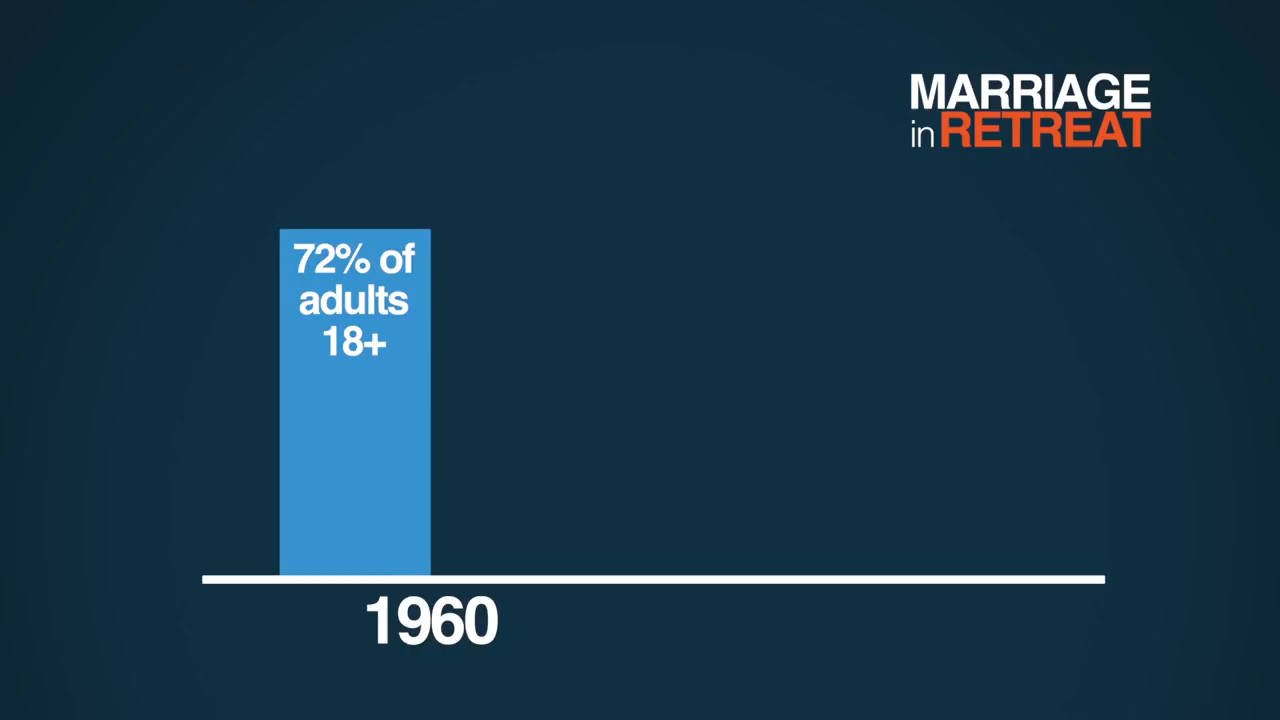 MARRIAGE
in RETREAT
72% of
adults
18+
1960